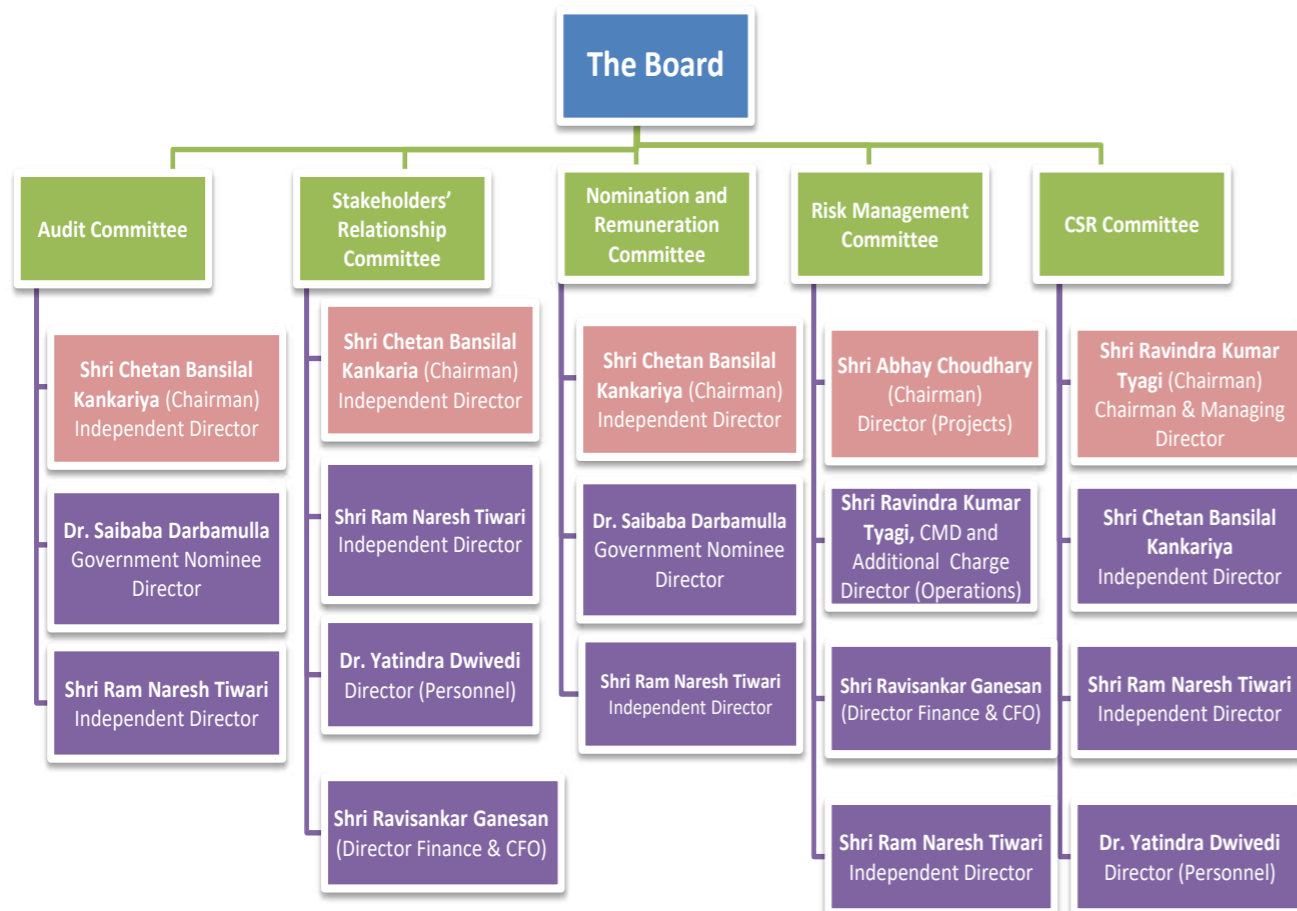 The Board
Audit Committee
Stakeholders'
Relationship
Committee
Nomination and
Remuneration
Committee
Risk Management
Committee
CSR Committee
Shri Chetan Bansilal
Kankariya (Chairman)
Independent Director
Dr. Saibaba Darbamulla
Government Nominee
Director
Shri Ram Naresh Tiwari
Independent Director
Shri Chetan Bansilal
Kankaria (Chairman)
Independent Director
Shri Ram Naresh Tiwari
Independent Director
Dr. Yatindra Dwivedi
Director (Personnel)
Shri Ravisankar Ganesan
(Director Finance & CFO)
Shri Chetan Bansilal
Kankariya (Chairman)
Independent Director
Dr. Saibaba Darbamulla
Government Nominee
Director
Shri Ram Naresh Tiwari
Independent Director
Shri Abhay Choudhary
(Chairman)
Director (Projects)
Shri Ravindra Kumar
Tyagi, CMD and
Additional Charge
Director (Operations)
Shri Ravisankar Ganesan
(Director Finance & CFO)
Shri Ram Naresh Tiwari
Independent Director
Shri Ravindra Kumar
Tyagi (Chairman)
Chairman & Managing
Director
Shri Chetan Bansilal
Kankariya
Independent Director
Shri Ram Naresh Tiwari
Independent Director
Dr. Yatindra Dwivedi
Director (Personnel)